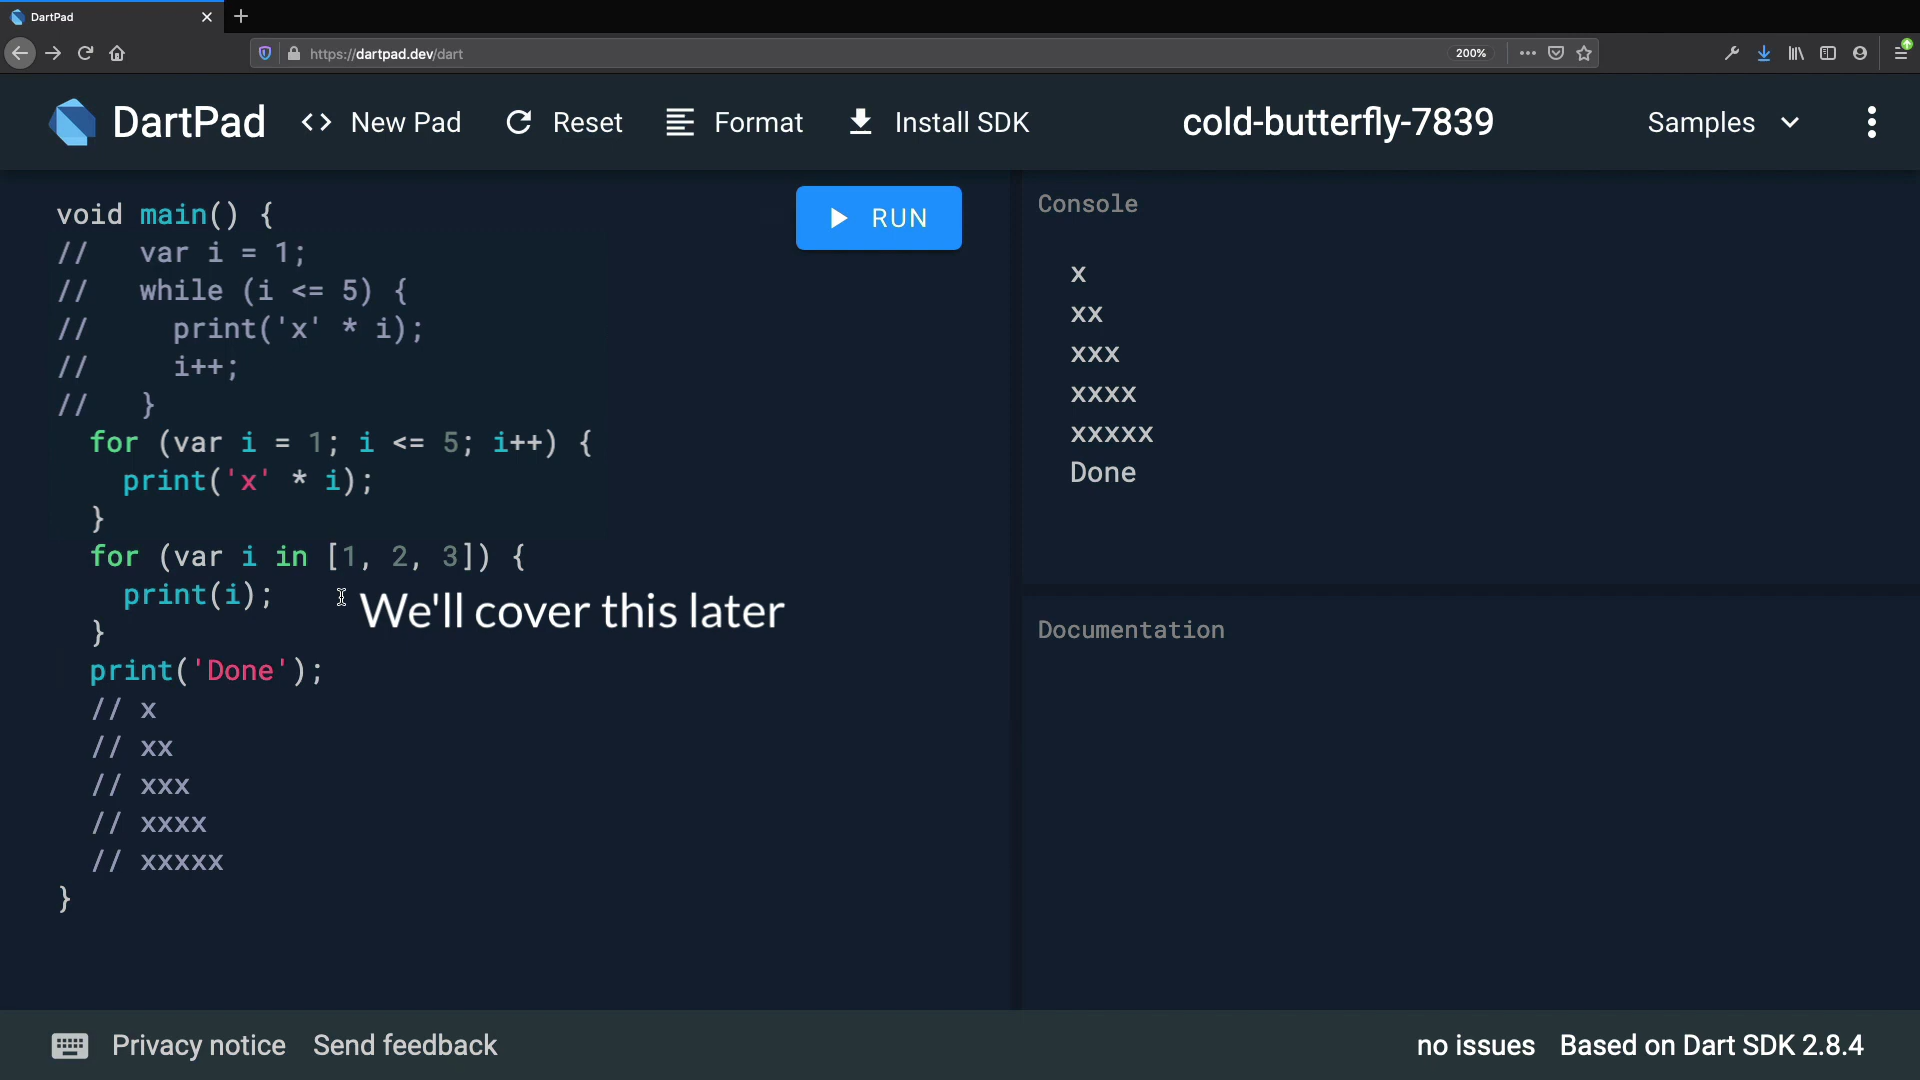 DartPad
https://dartpad.dev/dart
200%
DartPad
<> New Pad
Reset
Format
Install SDK
cold-butterfly-7839
Samples
void main() {
//   var i = 1;
//   while (i <= 5) {
//     print('x' * i);
//     i++;
//   }
  for (var i = 1; i <= 5; i++) {
    print('x' * i);
  }
  for (var i in [1, 2, 3]) {
    print(i);
  }
  print('Done');
  // x
  // xx
  // xxx
  // xxxx
  // xxxxx
}
We'll cover this later
RUN
Console
x
xx
xxx
xxxx
xxxxx
Done
Documentation
Privacy notice
Send feedback
no issues
Based on Dart SDK 2.8.4